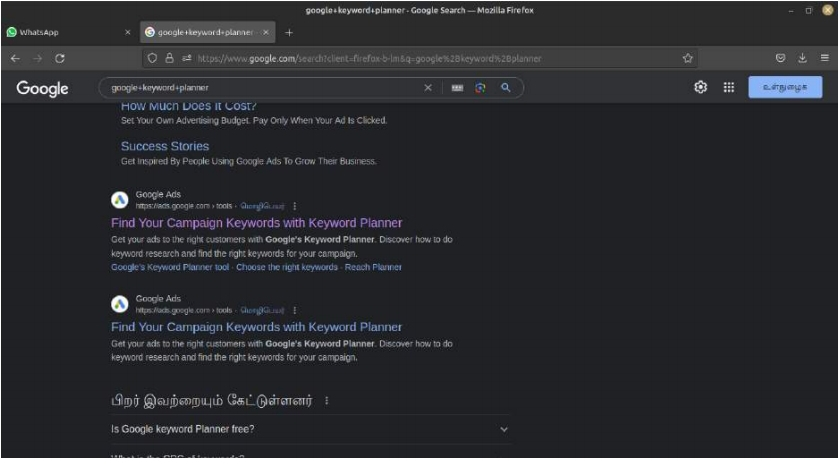 google+keyword+planner - Google Search — Mozilla Firefox
WhatsApp
google+keyword+planner -
https://www.google.com/search?client=firefox-b-lm&q=google%2Bkeyword%2Bplanner
Google
google+keyword+planner
உள்நுழைக
How Much Does It Cost?
Set Your Own Advertising Budget. Pay Only When Your Ad Is Clicked.
Success Stories
Get Inspired By People Using Google Ads To Grow Their Business.
Google Ads
https://ads.google.com › tools · மொழிபெயர்
Find Your Campaign Keywords with Keyword Planner
Get your ads to the right customers with Google's Keyword Planner. Discover how to do
keyword research and find the right keywords for your campaign.
Google's Keyword Planner tool · Choose the right keywords · Reach Planner
Google Ads
https://ads.google.com › tools · மொழிபெயர்
Find Your Campaign Keywords with Keyword Planner
Get your ads to the right customers with Google's Keyword Planner. Discover how to do
keyword research and find the right keywords for your campaign.
பிறர் இவற்றையும் கேட்டுள்ளனர்
Is Google keyword Planner free?
What is the CPC of keywords?